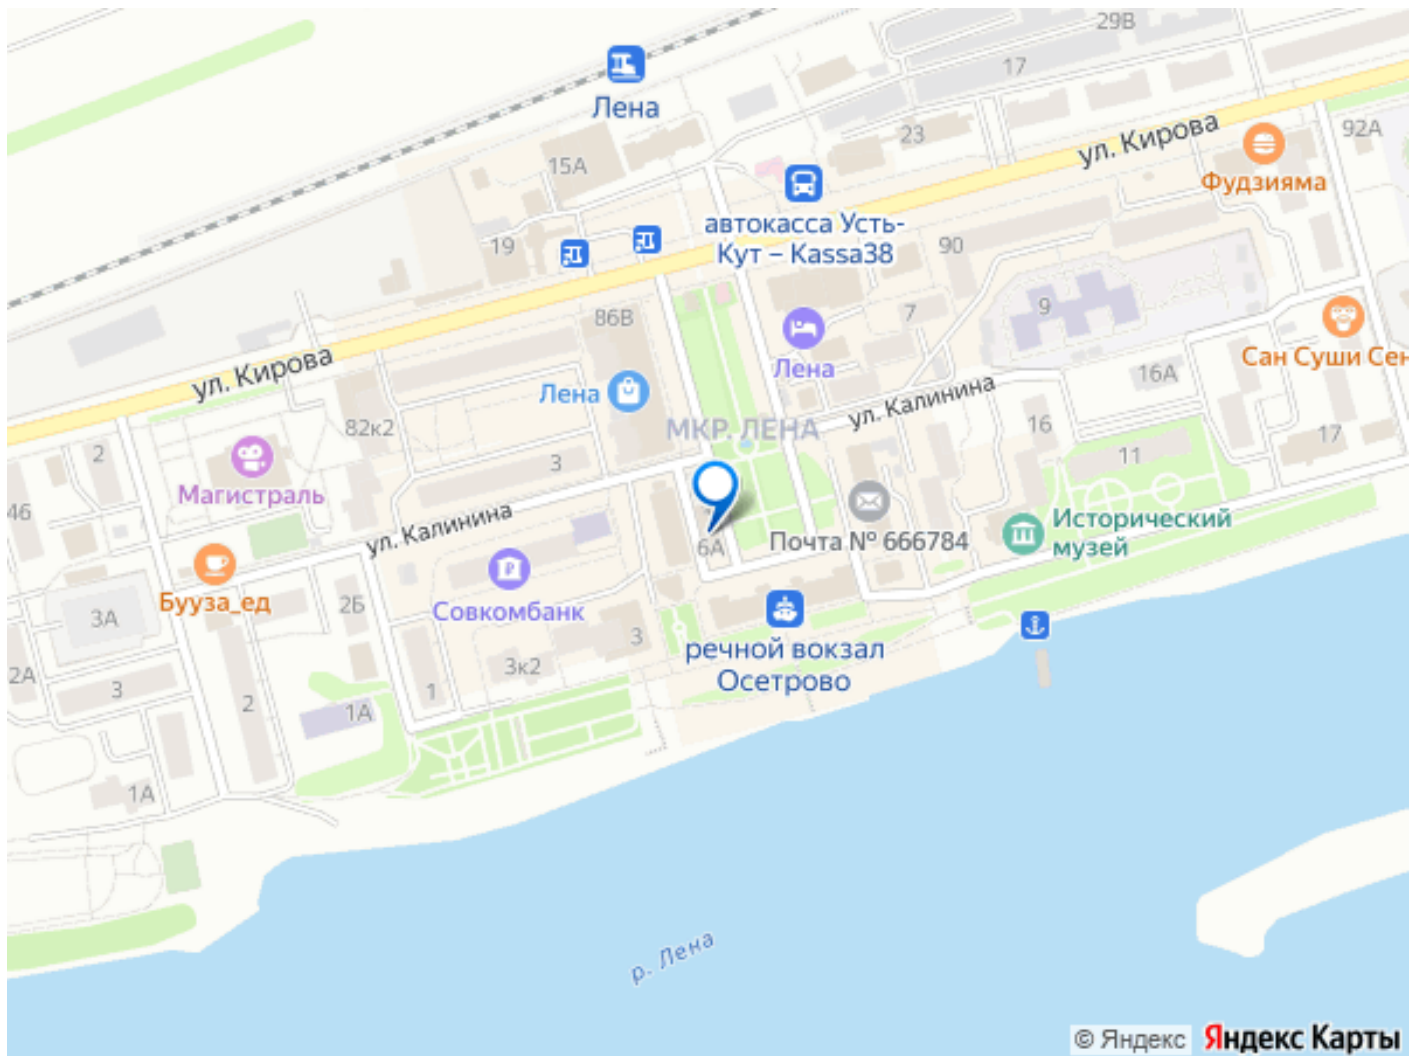 29В
17
Лена
92А
23
ул. Кирова
15А
Фудзияма
автокасса Усть-
Кут – Kassa38
19
90
7
9
86В
Сан Суши Сен
ул. Кирова
Лена
16А
Лена
ул. Калинина
МКР. ЛЕНА
82к2
16
17
2
11
3
Магистраль
46
ул. Калинина
Исторический
музей
6А
Почта № 666784
Бууза_ед
Совкомбанк
2Б
3А
3
речной вокзал
Осетрово
3к2
2А
3
1
2
1А
1А
р. Лена
© Яндекс
Яндекс Карты